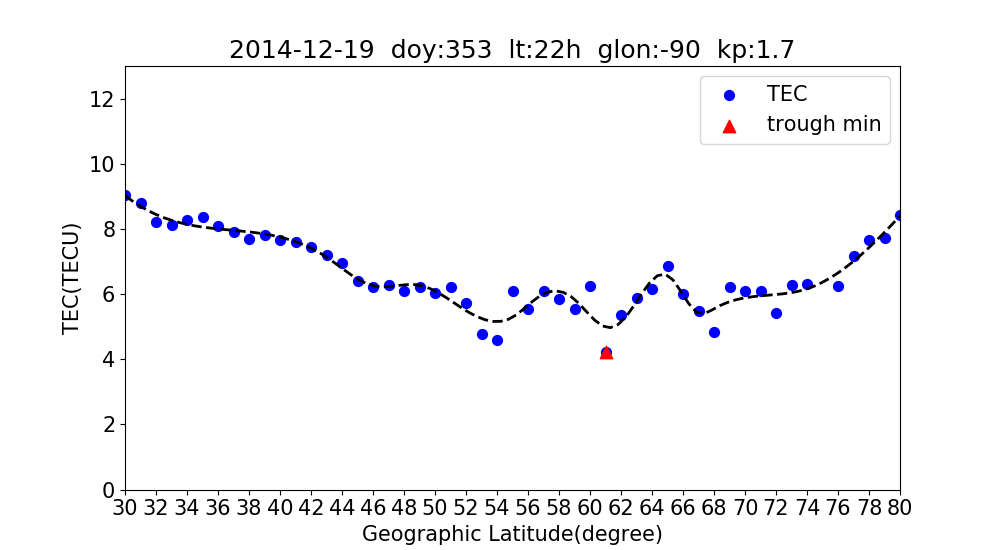 2014-12-19 doy:353 lt:22h glon:-90 kp:1.7
TEC
trough min
12
10
8
6
4
2
0
TEC(TECU)
30 32 34 36 38 40 42 44 46 48 50 52 54 56 58 60 62 64 66 68 70 72 74 76 78 80
Geographic Latitude(degree)